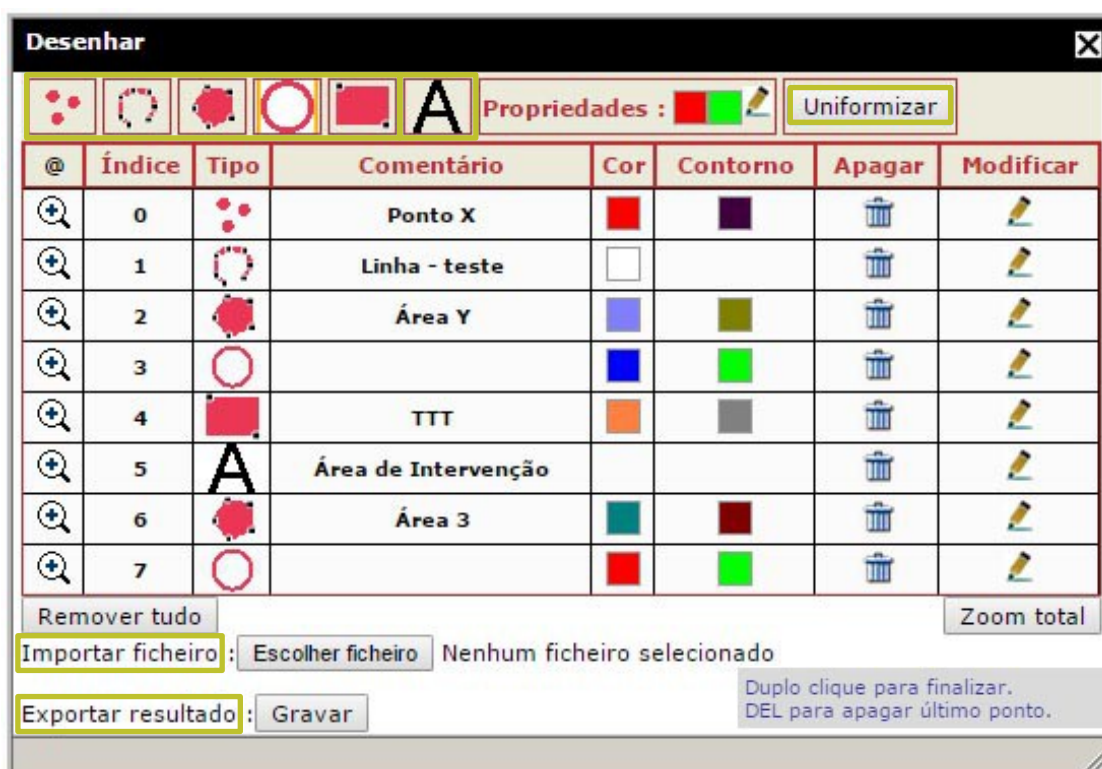 Desenhar
A Propriedades : Uniformizar
@ Índice Tipo Comentário Cor Contorno Apagar Modificar
0 Ponto X
1 Linha - teste
2 Área Y
3
4 TTT
5 A Área de Intervenção
6 Área 3
7
Remover tudo Zoom total
Importar ficheiro : Escolher ficheiro Nenhum ficheiro selecionado
Duplo clique para finalizar.
DEL para apagar último ponto.
Exportar resultado : Gravar